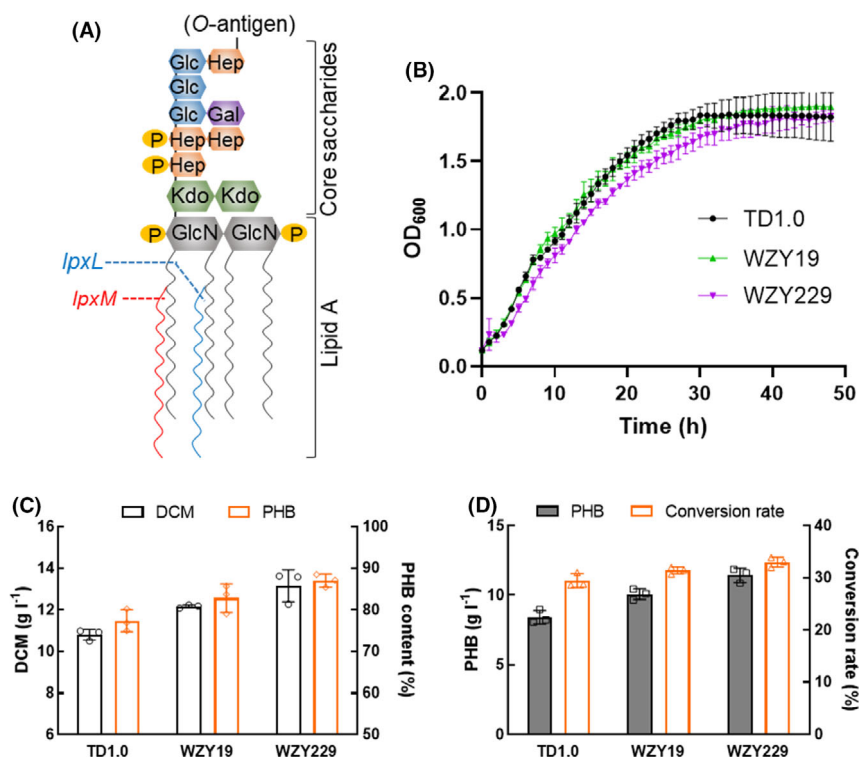 (A)
(O-antigen)
Glc Hep
Glc
Glc Gal
P Hep Hep
P Hep
Kdo Kdo
P GlcN GlcN P
lpxL
lpxM
Core saccharides
Lipid A
(B)
2.0
1.5
1.0
0.5
0.0
OD600
0 10 20 30 40 50
Time (h)
TD1.0
WZY19
WZY229
(C)
DCM PHB
16
14
12
10
8
6
DCM (g l-1)
100
90
80
70
60
50
PHB content (%)
TD1.0 WZY19 WZY229
(D)
PHB Conversion rate
15
10
5
0
PHB (g l-1)
40
30
20
10
0
Conversion rate (%)
TD1.0 WZY19 WZY229